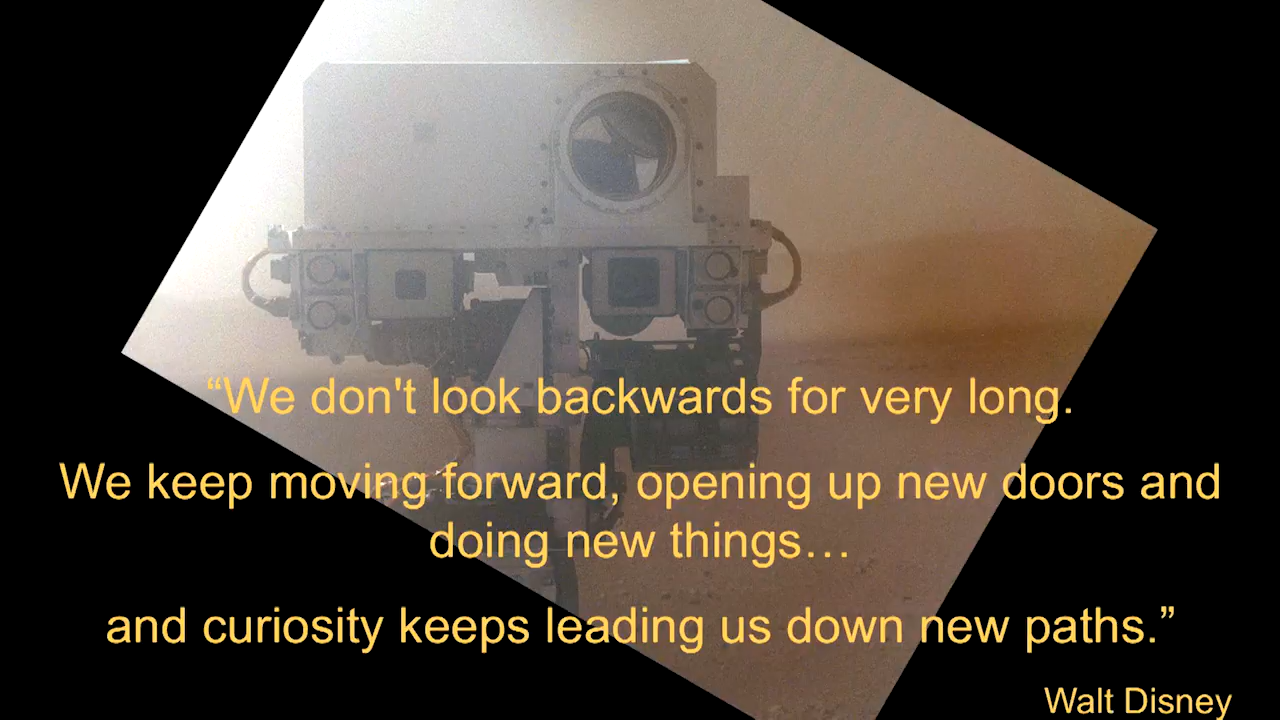 “We don't look backwards for very long.
We keep moving forward, opening up new doors and
doing new things…
and curiosity keeps leading us down new paths.”
Walt Disney